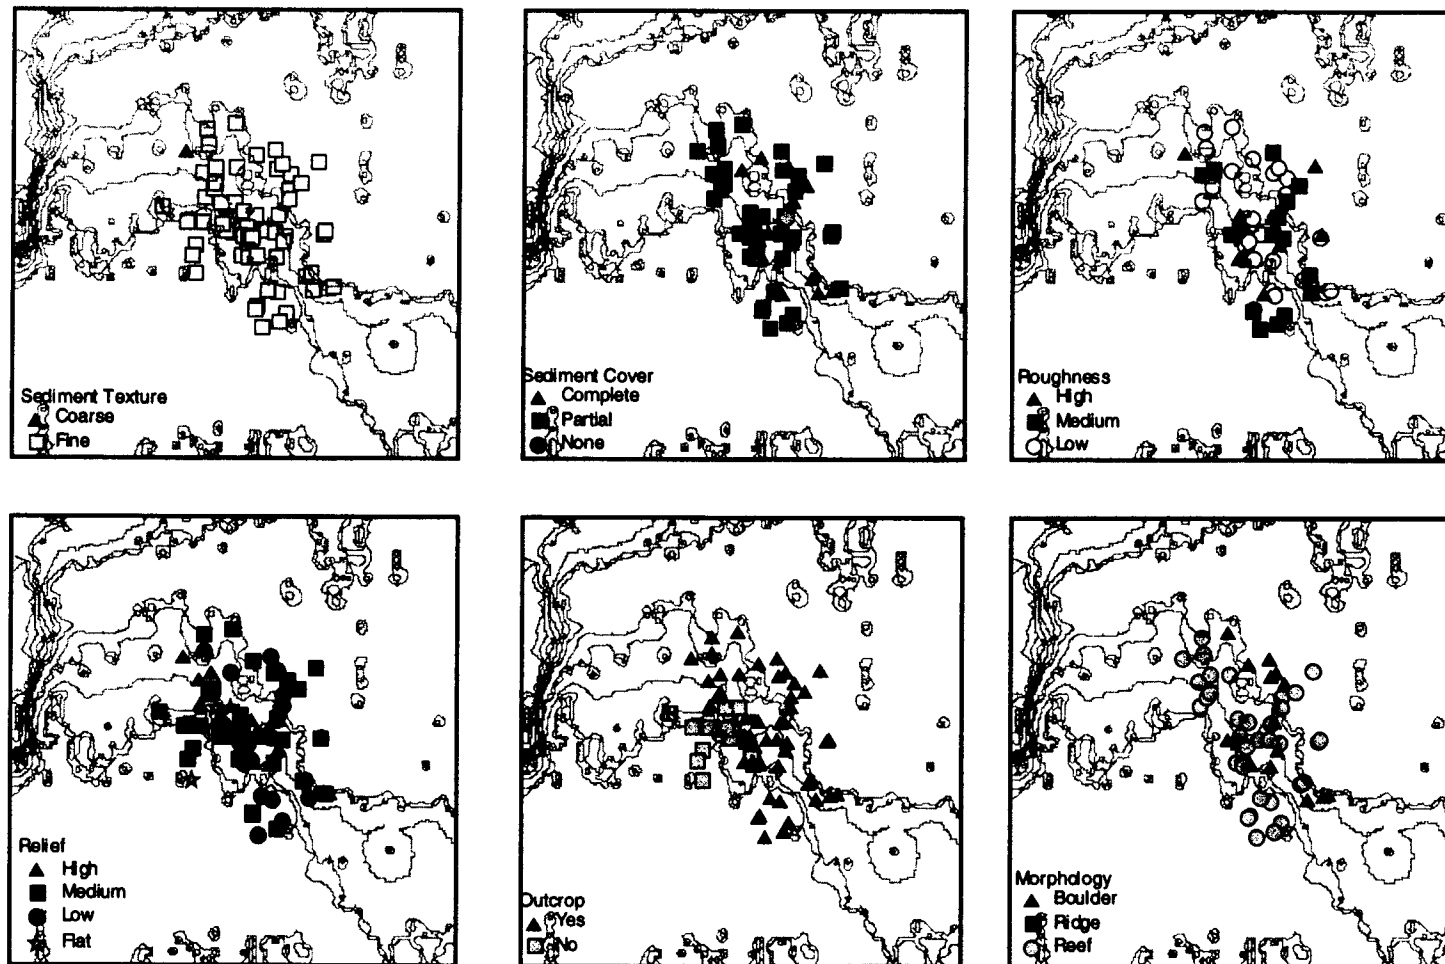 Sediment Texture
Coarse
Fine
Sediment Cover
Complete
Partial
None
Roughness
High
Medium
Low
Relief
High
Medium
Low
Flat
Outcrop
Yes
No
Morphology
Boulder
Ridge
Reef